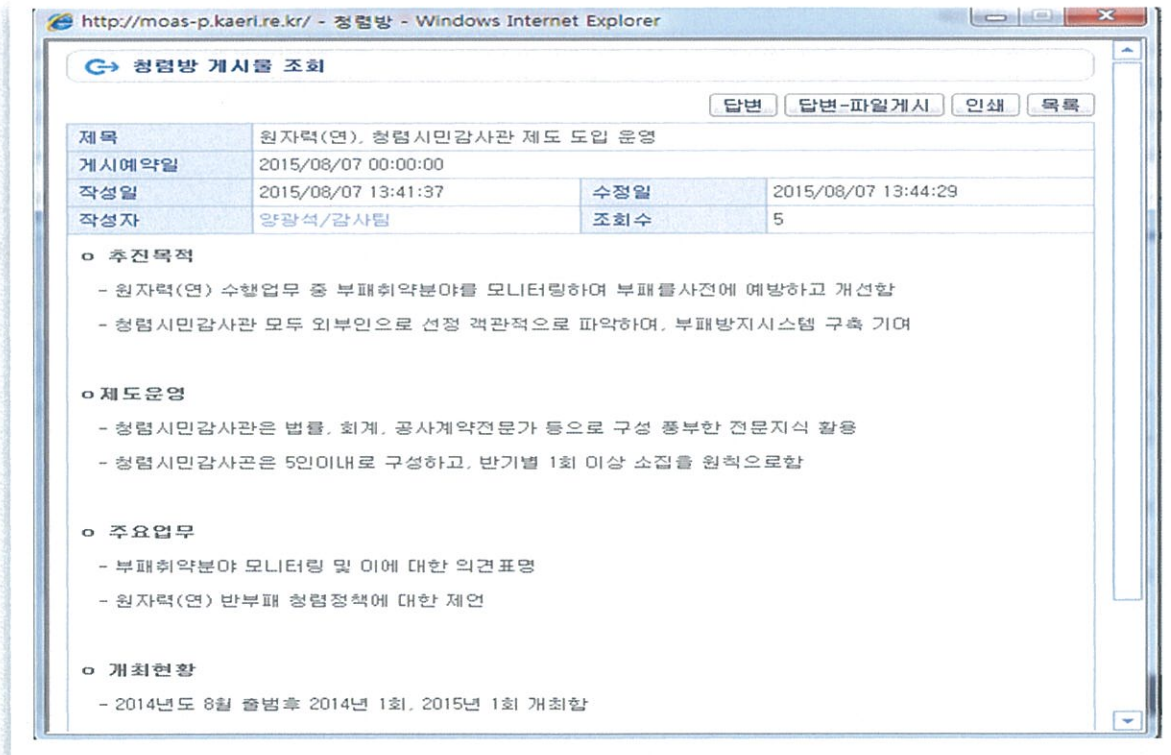 http://moas-p.kaeri.re.kr/ - 청렴방 - Windows Internet Explorer
청렴방 게시물 조회
답변 답변-파일게시 인쇄 목록
제목 원자력(연), 청렴시민감사관 제도 도입 운영
게시예약일 2015/08/07 00:00:00
작성일 2015/08/07 13:41:37 수정일 2015/08/07 13:44:29
작성자 양광석/감사팀 조회수 5
o 추진목적
- 원자력(연) 수행업무 중 부패취약분야를 모니터링하여 부패를사전에 예방하고 개선함
- 청렴시민감사관 모두 외부인으로 선정 객관적으로 파악하며, 부패방지시스템 구축 기여
o 제도운영
- 청렴시민감사관은 법률, 회계, 공사계약전문가 등으로 구성 풍부한 전문지식 활용
- 청렴시민감사곤은 5인이내로 구성하고, 반기별 1회 이상 소집을 원칙으로함
o 주요업무
- 부패취약분야 모니터링 및 이에 대한 의견표명
- 원자력(연) 반부패 청렴정책에 대한 제언
o 개최현황
- 2014년도 8월 출범후 2014년 1회, 2015년 1회 개최함